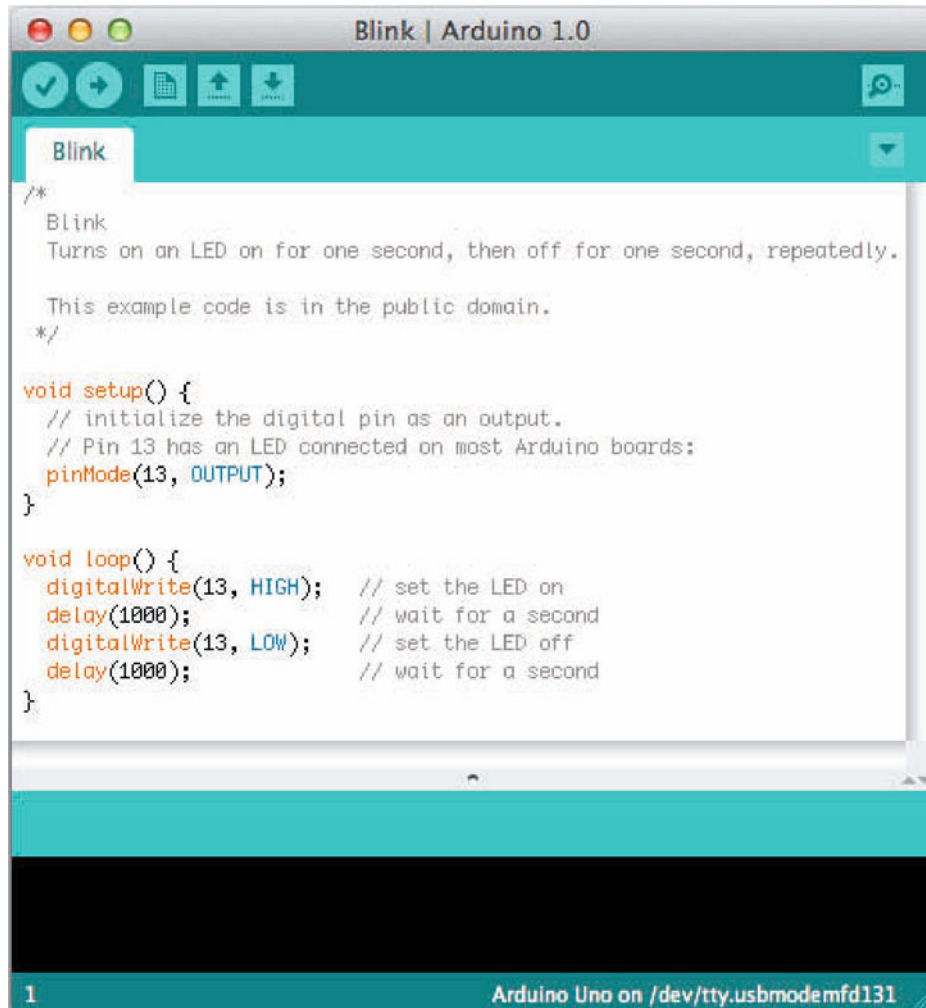 Blink | Arduino 1.0
Blink
/*
  Blink
  Turns on an LED on for one second, then off for one second, repeatedly.

  This example code is in the public domain.
 */

void setup() {
  // initialize the digital pin as an output.
  // Pin 13 has an LED connected on most Arduino boards:
  pinMode(13, OUTPUT);
}

void loop() {
  digitalWrite(13, HIGH);   // set the LED on
  delay(1000);              // wait for a second
  digitalWrite(13, LOW);    // set the LED off
  delay(1000);              // wait for a second
}
1 Arduino Uno on /dev/tty.usbmodemfd131